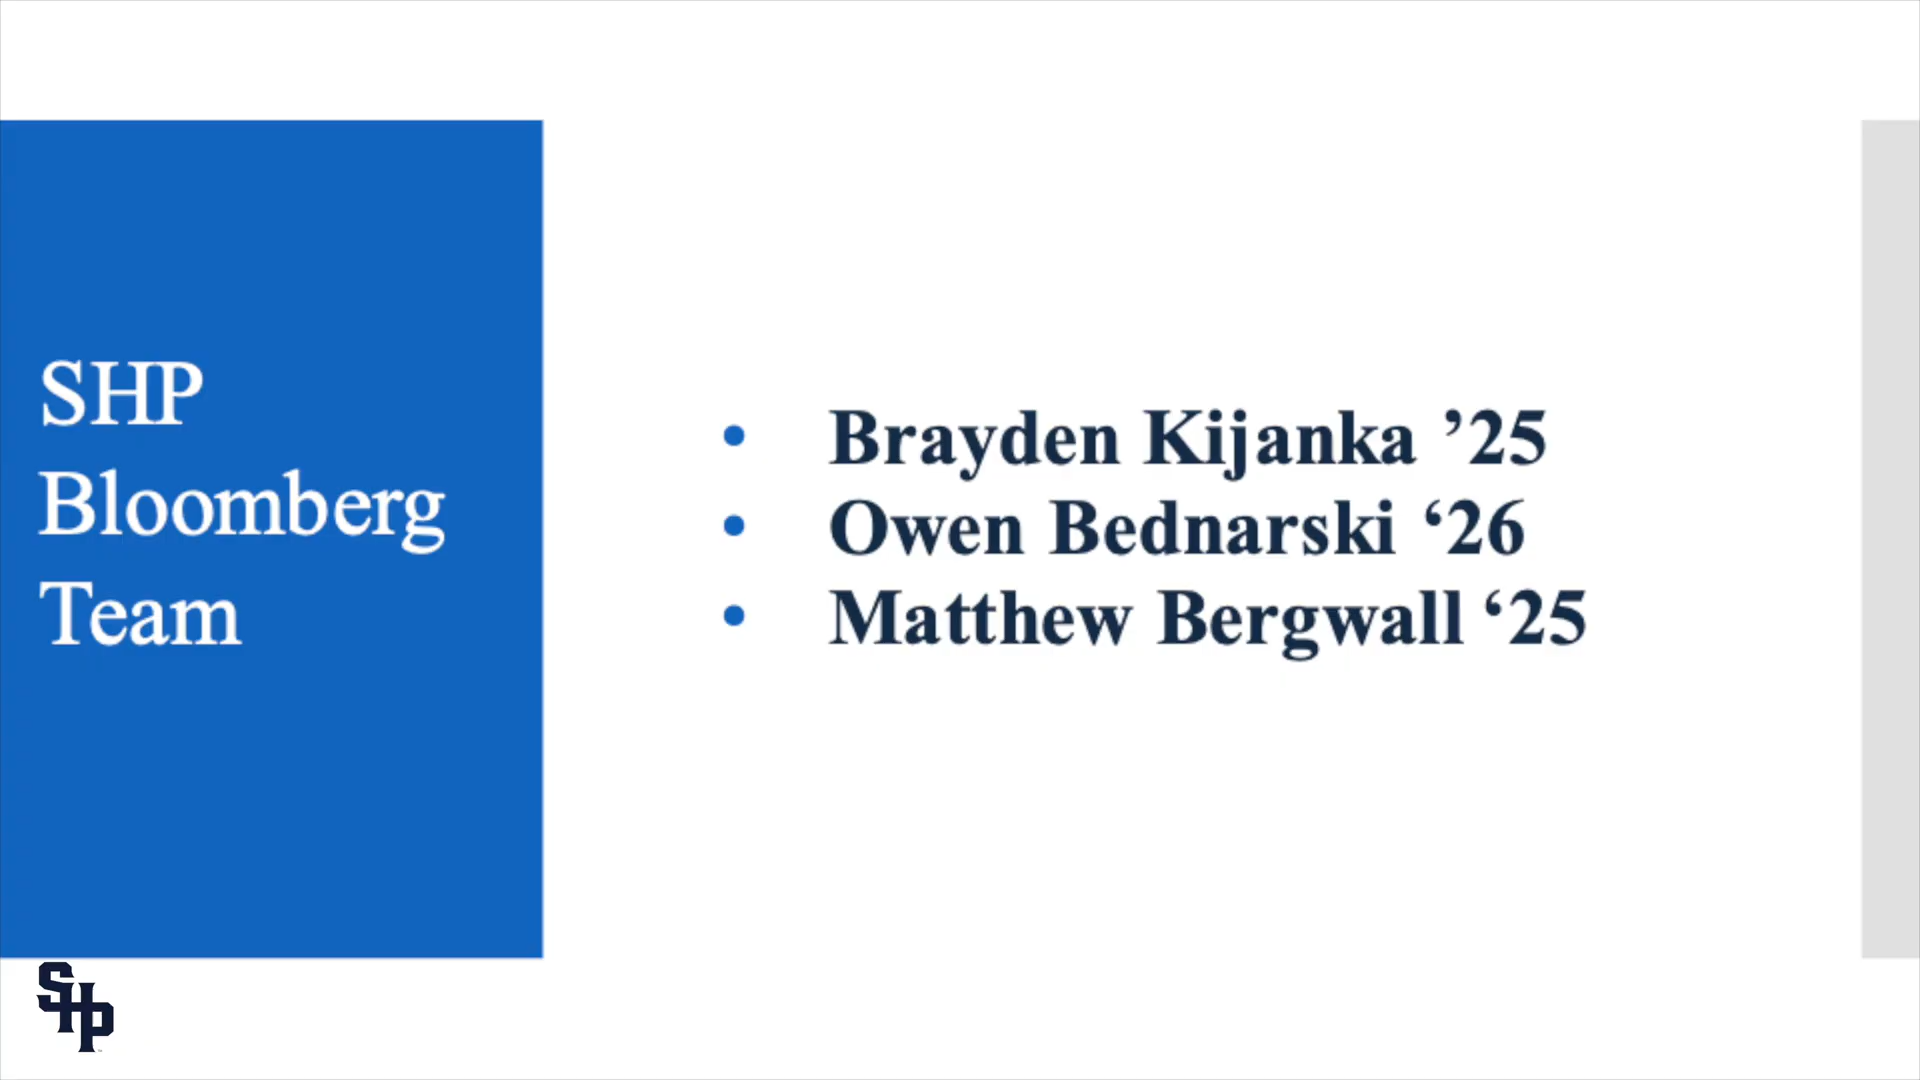 SHP
Bloomberg
Team
• Brayden Kijanka ’25
• Owen Bednarski ‘26
• Matthew Bergwall ‘25
SHP